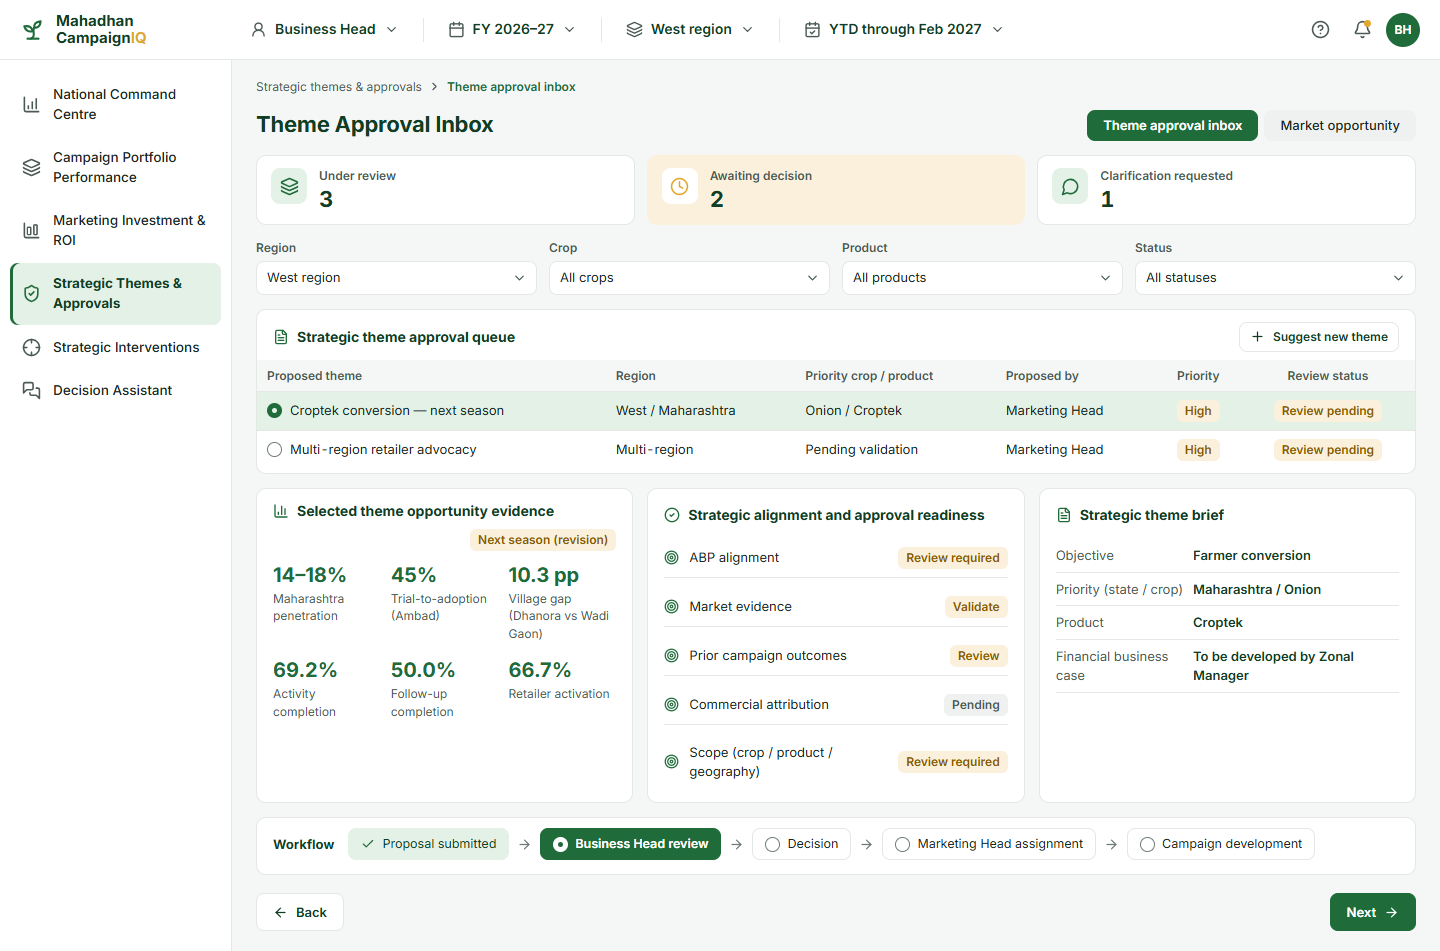 Mahadhan
CampaignIQ
Business Head
FY 2026–27
West region
YTD through Feb 2027
BH
National Command
Centre
Campaign Portfolio
Performance
Marketing Investment &
ROI
Strategic Themes &
Approvals
Strategic Interventions
Decision Assistant
Strategic themes & approvals > Theme approval inbox
Theme Approval Inbox
Theme approval inbox
Market opportunity
Under review
3
Awaiting decision
2
Clarification requested
1
Region
Crop
Product
Status
West region
All crops
All products
All statuses
Strategic theme approval queue
Suggest new theme
Proposed theme Region Priority crop / product Proposed by Priority Review status
Croptek conversion — next season West / Maharashtra Onion / Croptek Marketing Head High Review pending
Multi-region retailer advocacy Multi-region Pending validation Marketing Head High Review pending
Selected theme opportunity evidence
Next season (revision)
14–18%
Maharashtra
penetration
45%
Trial-to-adoption
(Ambad)
10.3 pp
Village gap
(Dhanora vs Wadi
Gaon)
69.2%
Activity
completion
50.0%
Follow-up
completion
66.7%
Retailer activation
Strategic alignment and approval readiness
ABP alignment Review required
Market evidence Validate
Prior campaign outcomes Review
Commercial attribution Pending
Scope (crop / product /
geography)
Review required
Strategic theme brief
Objective Farmer conversion
Priority (state / crop) Maharashtra / Onion
Product Croptek
Financial business
case
To be developed by Zonal
Manager
Workflow
Proposal submitted
Business Head review
Decision
Marketing Head assignment
Campaign development
Back
Next